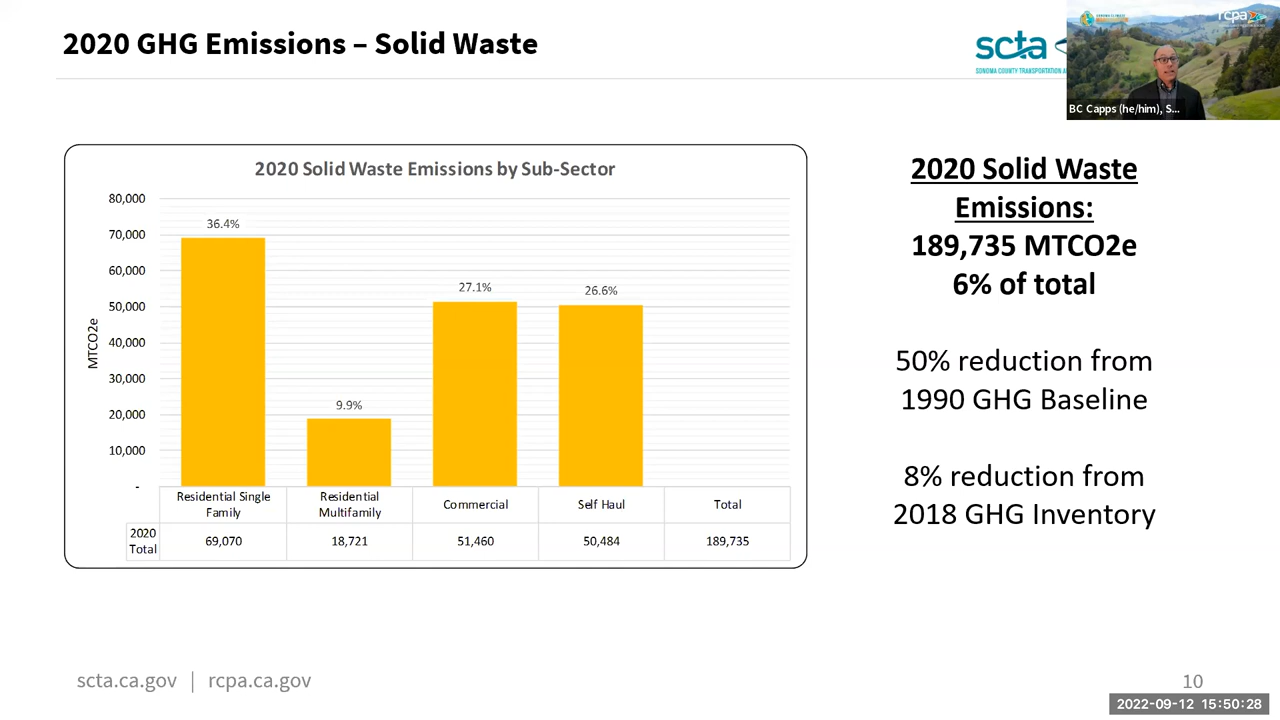 2020 GHG Emissions – Solid Waste
scta
SONOMA COUNTY TRANSPORTATION
rcpa
BC Capps (he/him), S...
2020 Solid Waste Emissions by Sub-Sector
MTCO2e
80,000
70,000
60,000
50,000
40,000
30,000
20,000
10,000
-
36.4%
9.9%
27.1%
26.6%
Residential Single
Family
Residential
Multifamily
Commercial
Self Haul
Total
2020
Total
69,070
18,721
51,460
50,484
189,735
2020 Solid Waste
Emissions:
189,735 MTCO2e
6% of total
50% reduction from
1990 GHG Baseline
8% reduction from
2018 GHG Inventory
scta.ca.gov | rcpa.ca.gov
10
2022-09-12 15:50:28